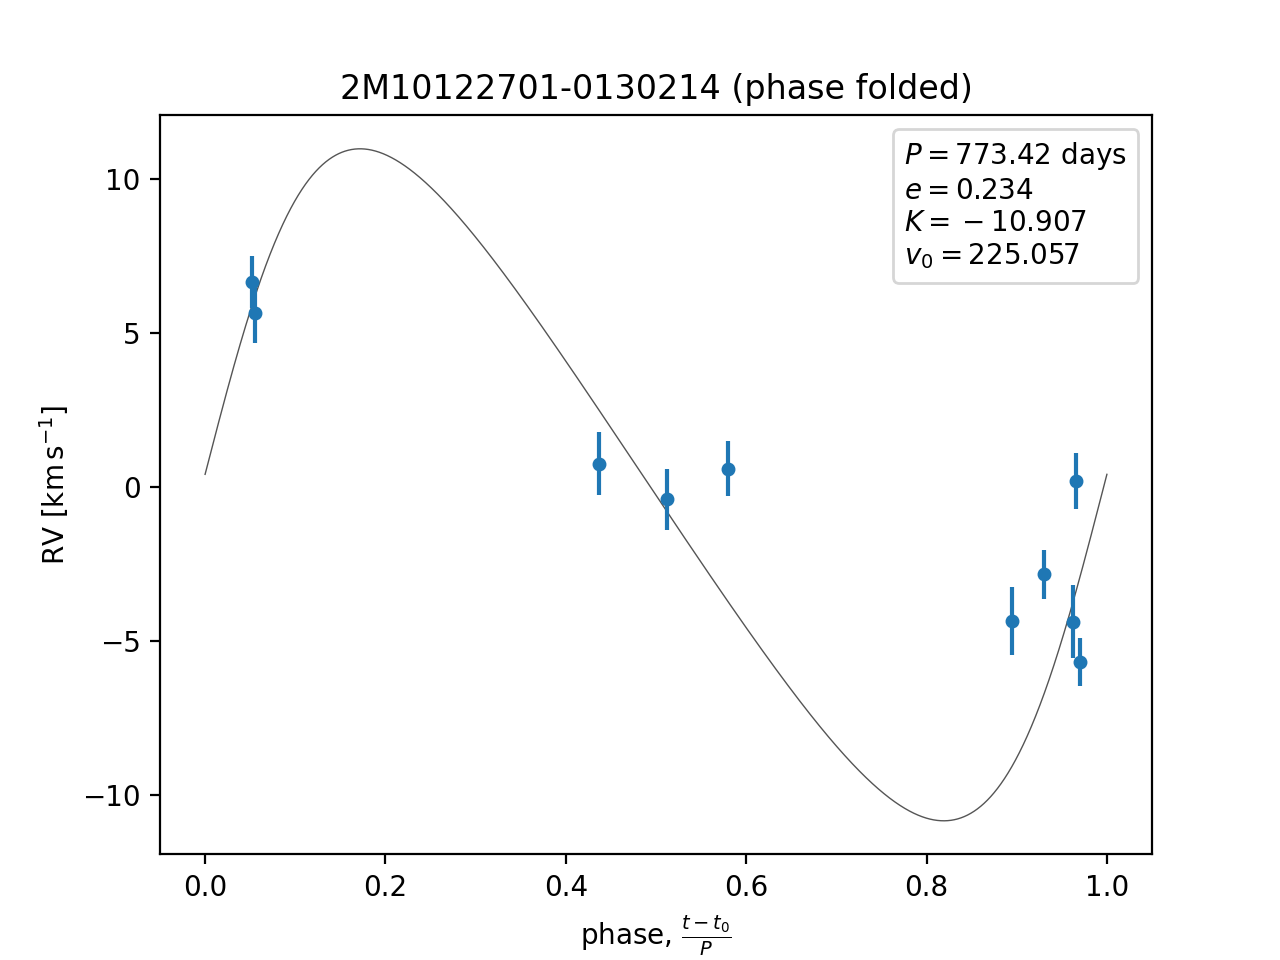 2M10122701-0130214 (phase folded)
P = 773.42 days
e = 0.234
K = −10.907
v₀ = 225.057
RV [km s⁻¹]
10
5
0
−5
−10
0.0 0.2 0.4 0.6 0.8 1.0
phase, (t − t₀)/P